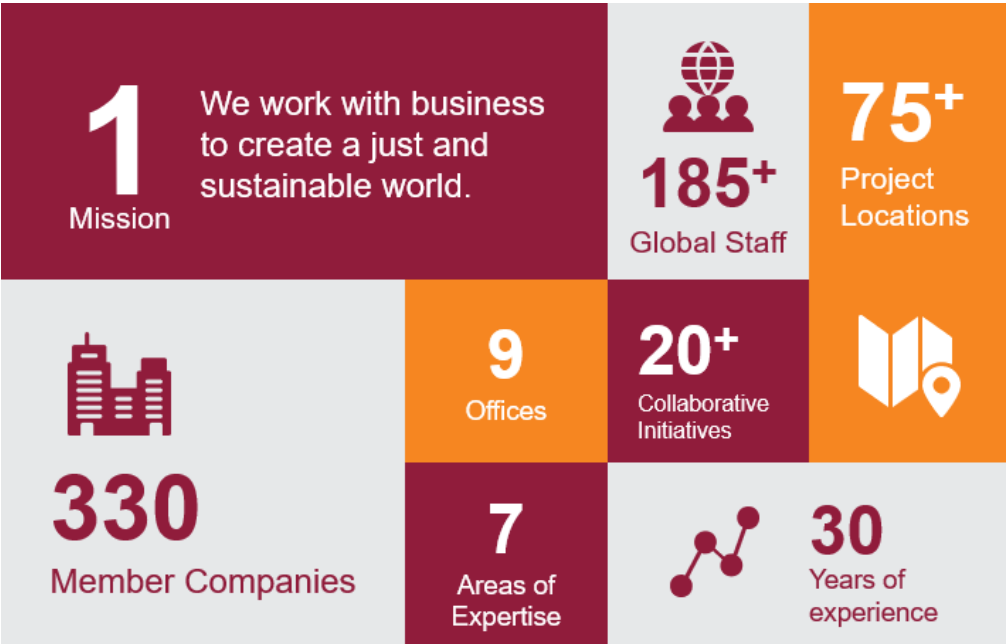 1
Mission
We work with business
to create a just and
sustainable world.
185+
Global Staff
75+
Project
Locations
330
Member Companies
9
Offices
20+
Collaborative
Initiatives
7
Areas of
Expertise
30
Years of
experience